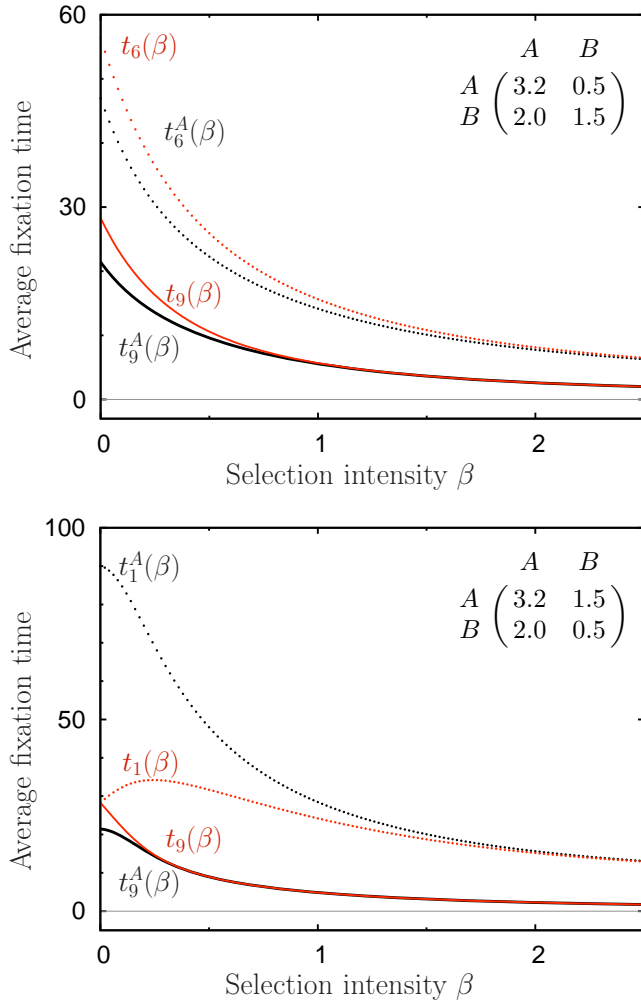 60
t₆(β)
A B
A 3.2 0.5
B 2.0 1.5
t₆ᴬ(β)
30
t₉(β)
t₉ᴬ(β)
0
Average fixation time
0 1 2
Selection intensity β
100
t₁ᴬ(β)
A B
A 3.2 1.5
B 2.0 0.5
50
t₁(β)
t₉(β)
t₉ᴬ(β)
0
Average fixation time
0 1 2
Selection intensity β